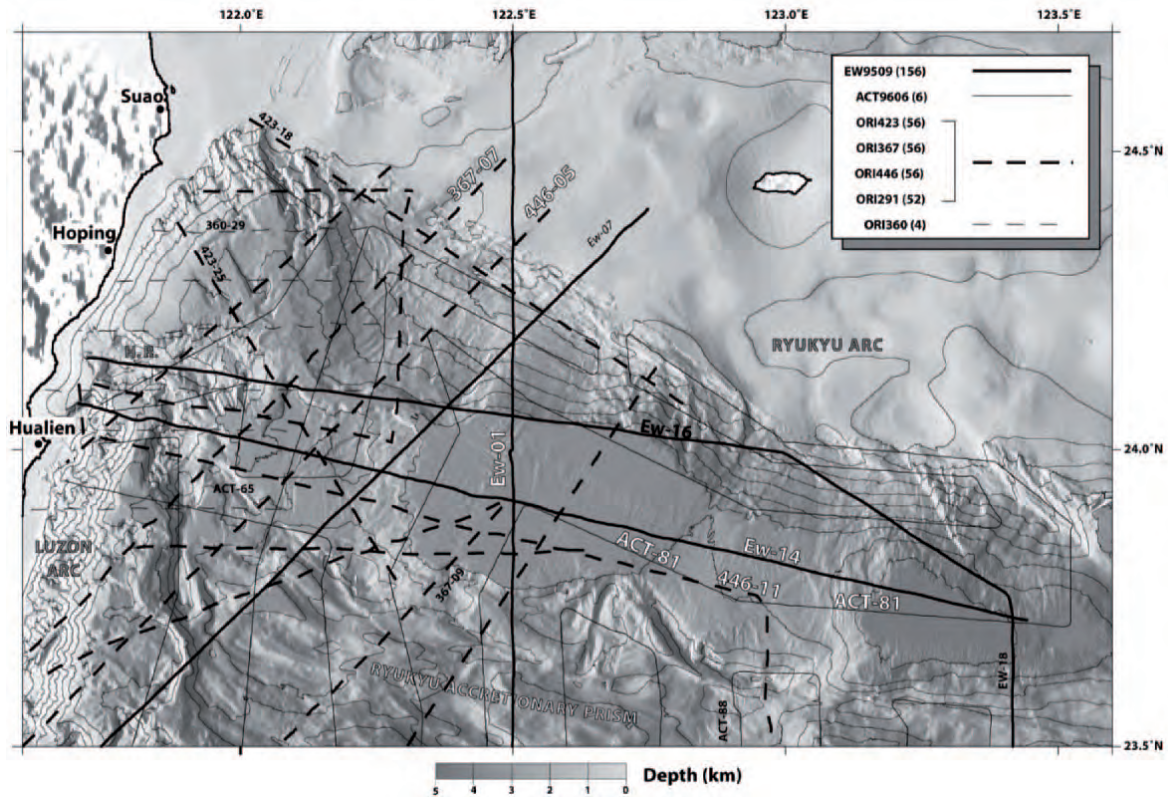 122.0˚E
122.5˚E
123.0˚E
123.5˚E
EW9509 (156)
ACT9606 (6)
ORI423 (56)
ORI367 (56)
ORI446 (56)
ORI291 (52)
ORI360 (4)
Suao
423-18
367-07
446-05
24.5˚N
Hoping
360-29
423-25
Ew-07
RYUKYU ARC
N. R.
Hualien
Ew-01
Ew-16
24.0˚N
ACT-65
LUZON
ARC
ACT-81
Ew-14
367-09
446-11
ACT-81
RYUKYU ACCRETIONARY PRISM
ACT-88
EW-18
23.5˚N
5 4 3 2 1 0
Depth (km)